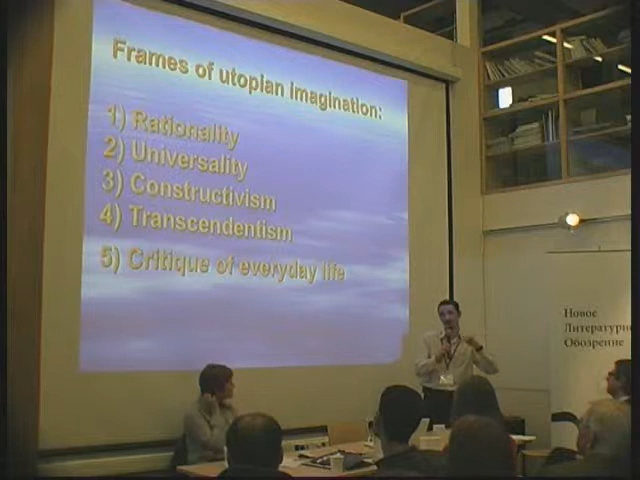 Frames of utopian imagination:
1) Rationality
2) Universality
3) Constructivism
4) Transcendentism
5) Critique of everyday life
Новое
Литературно
Обозрение